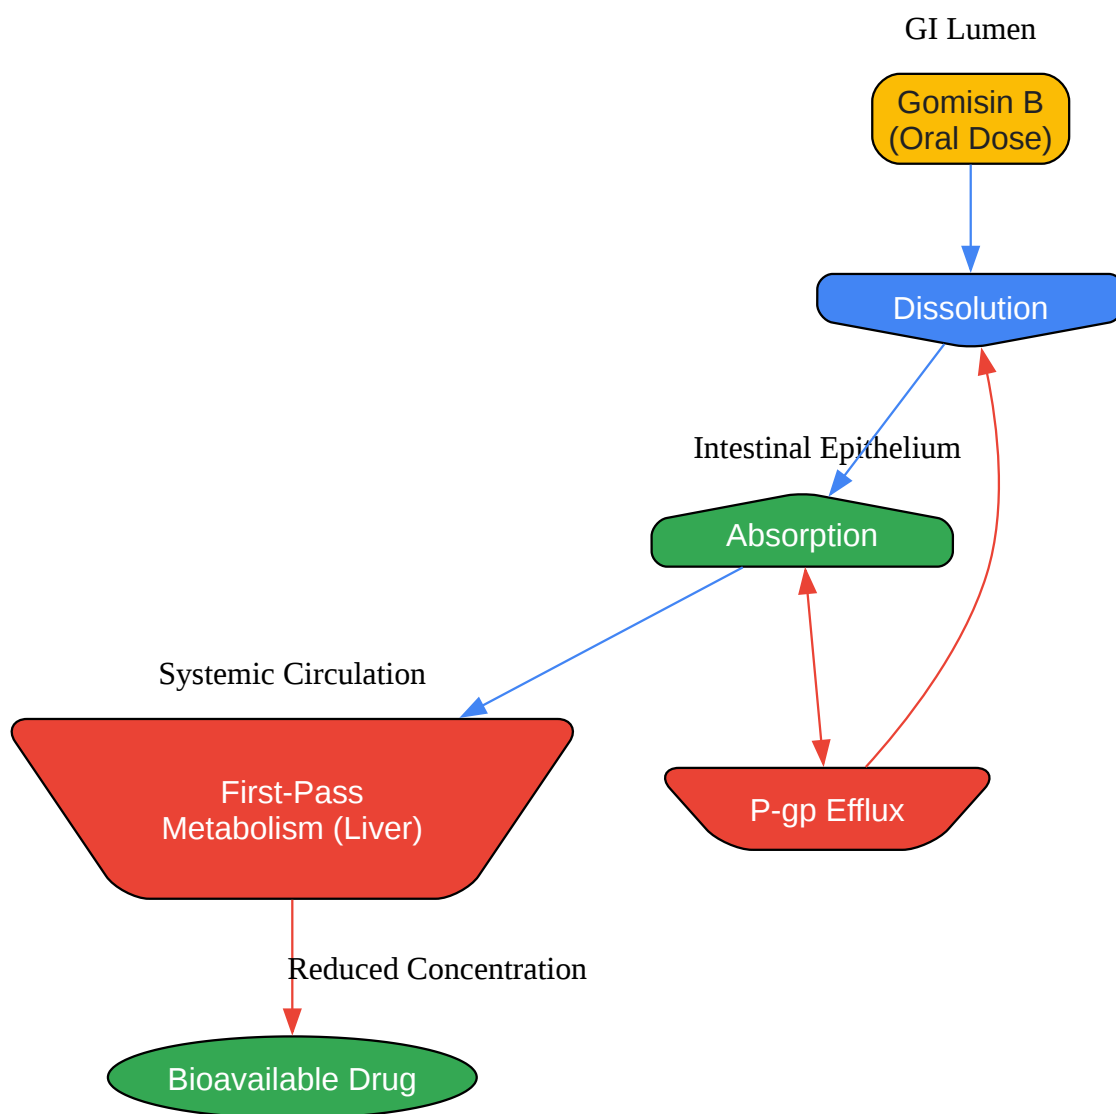 GI Lumen
Gomisin B
(Oral Dose)
Dissolution
Intestinal Epithelium
Absorption
Systemic Circulation
First-Pass
Metabolism (Liver)
P-gp Efflux
Reduced Concentration
Bioavailable Drug